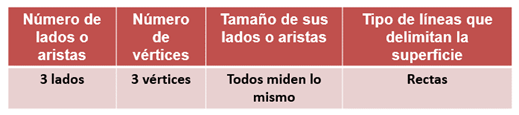 Número de
lados o
aristas
Número
de
vértices
Tamaño de sus
lados o aristas
Tipo de líneas que
delimitan la
superficie
3 lados
3 vértices
Todos miden lo
mismo
Rectas